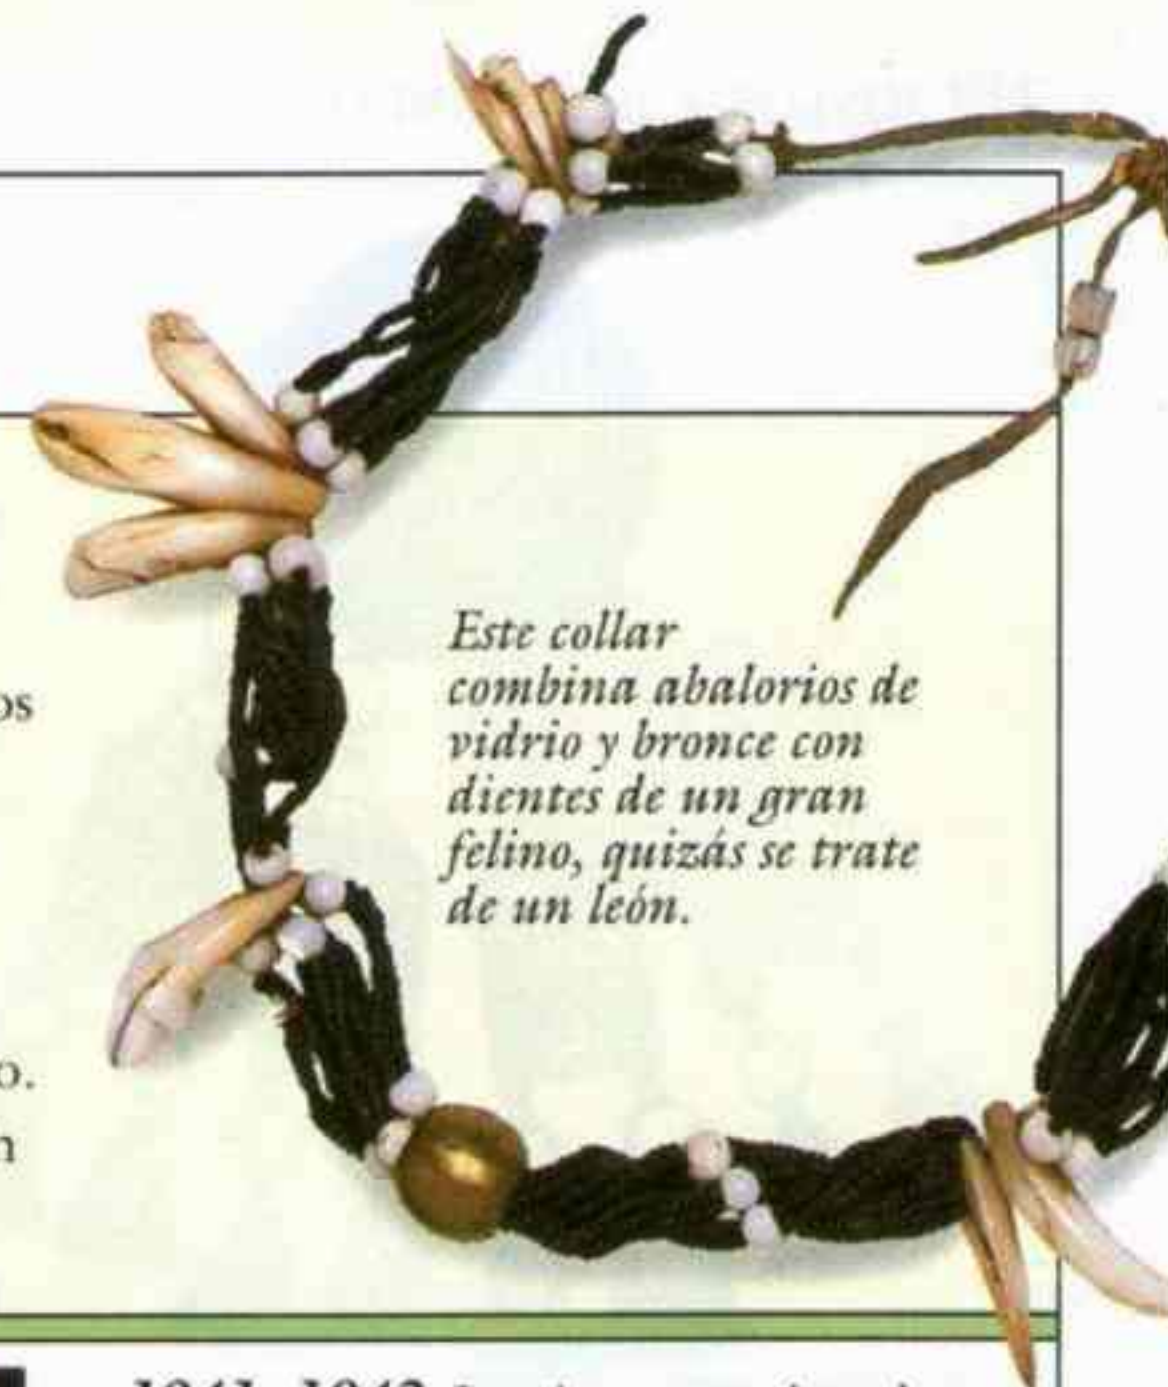 os
Este collar
combina abalorios de
vidrio y bronce con
dientes de un gran
felino, quizás se trate
de un león.
o.
n